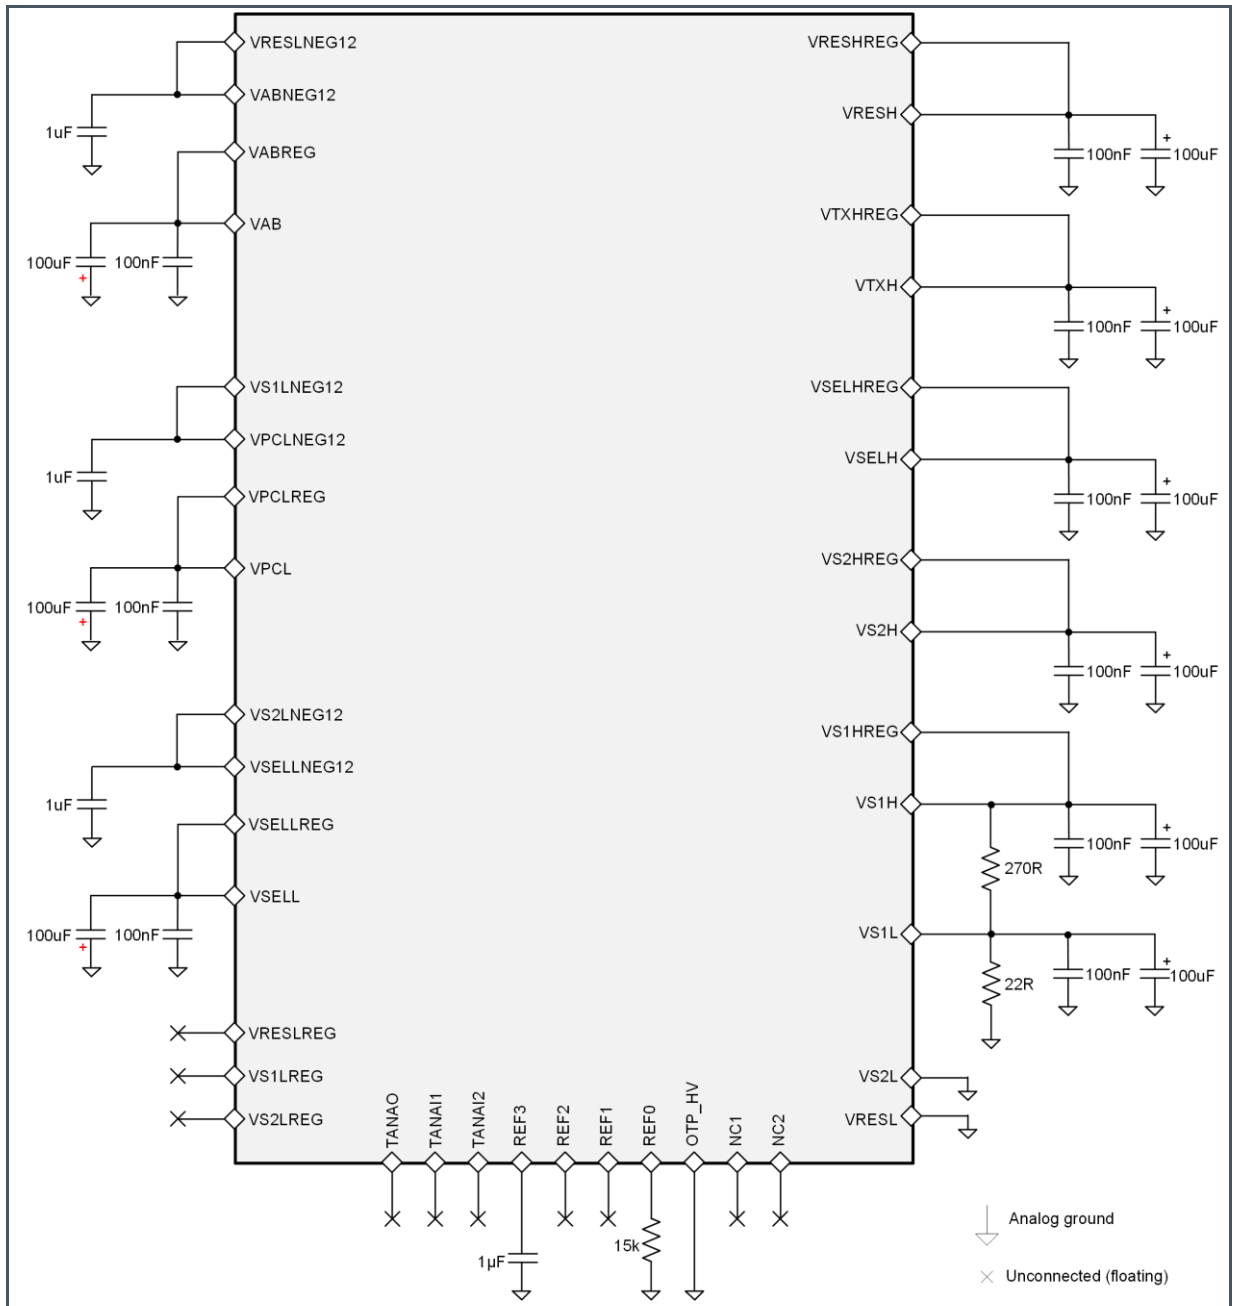 VRESLNEG12
VABNEG12
1uF
VABREG
VAB
100uF
+
100nF
VS1LNEG12
VPCLNEG12
1uF
VPCLREG
VPCL
100uF
+
100nF
VS2LNEG12
VSELLNEG12
1uF
VSELLREG
VSELL
100uF
+
100nF
VRESLREG
VS1LREG
VS2LREG
VRESHREG
VRESH
100nF
+
100uF
VTXHREG
VTXH
100nF
+
100uF
VSELHREG
VSELH
100nF
+
100uF
VS2HREG
VS2H
100nF
+
100uF
VS1HREG
VS1H
270R
100nF
+
100uF
VS1L
22R
100nF
+
100uF
VS2L
VRESL
TANAO
TANAI1
TANAI2
REF3
REF2
REF1
REF0
OTP_HV
NC1
NC2
1µF
15k
Analog ground
Unconnected (floating)